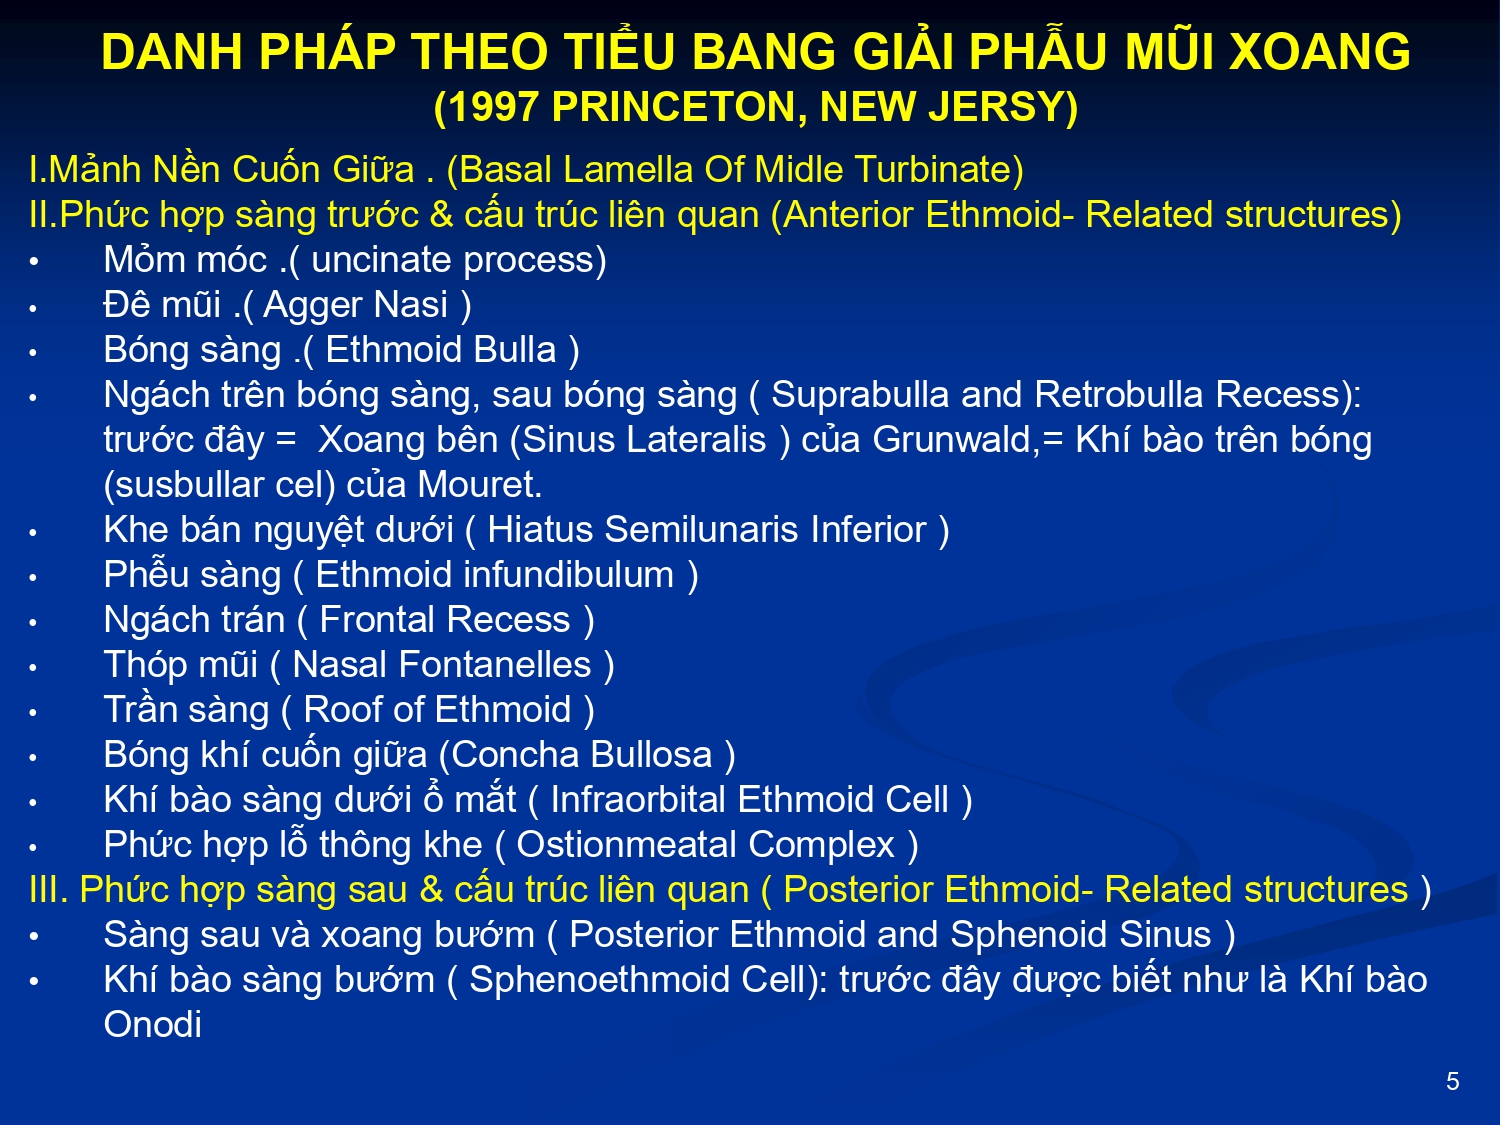 DANH PHÁP THEO TIỂU BANG GIẢI PHẪU MŨI XOANG
(1997 PRINCETON, NEW JERSY)
I.Mảnh Nền Cuốn Giữa . (Basal Lamella Of Midle Turbinate)
II.Phức hợp sàng trước & cấu trúc liên quan (Anterior Ethmoid- Related structures)
• Mỏm móc .( uncinate process)
• Đê mũi .( Agger Nasi )
• Bóng sàng .( Ethmoid Bulla )
• Ngách trên bóng sàng, sau bóng sàng ( Suprabulla and Retrobulla Recess):
trước đây = Xoang bên (Sinus Lateralis ) của Grunwald,= Khí bào trên bóng
(susbullar cel) của Mouret.
• Khe bán nguyệt dưới ( Hiatus Semilunaris Inferior )
• Phễu sàng ( Ethmoid infundibulum )
• Ngách trán ( Frontal Recess )
• Thóp mũi ( Nasal Fontanelles )
• Trần sàng ( Roof of Ethmoid )
• Bóng khí cuốn giữa (Concha Bullosa )
• Khí bào sàng dưới ổ mắt ( Infraorbital Ethmoid Cell )
• Phức hợp lỗ thông khe ( Ostionmeatal Complex )
III. Phức hợp sàng sau & cấu trúc liên quan ( Posterior Ethmoid- Related structures )
• Sàng sau và xoang bướm ( Posterior Ethmoid and Sphenoid Sinus )
• Khí bào sàng bướm ( Sphenoethmoid Cell): trước đây được biết như là Khí bào
Onodi
5